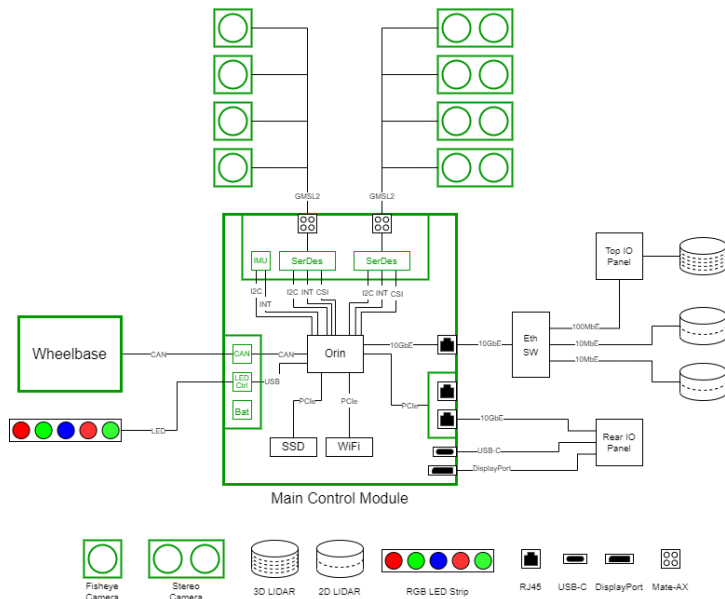 GMSL2
GMSL2
IMU
SerDes
SerDes
I2C
INT
I2C
INT
CSI
I2C
INT
CSI
Top IO
Panel
Wheelbase
CAN
CAN
CAN
LED
Ctrl
USB
Bat
LED
Orin
10GbE
10GbE
Eth
SW
100MbE
10MbE
10MbE
PCIe
PCIe
PCIe
SSD
WiFi
10GbE
USB-C
DisplayPort
Rear IO
Panel
Main Control Module
Fisheye
Camera
Stereo
Camera
3D LIDAR
2D LIDAR
RGB LED Strip
RJ45
USB-C
DisplayPort
Mate-AX